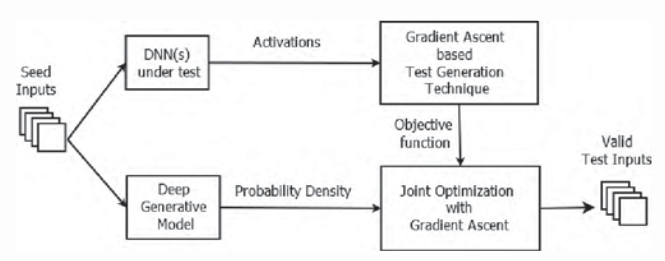 Seed
Inputs
DNN(s)
under test
Activations
Gradient Ascent
based
Test Generation
Technique
Objective
function
Valid
Test Inputs
Deep
Generative
Model
Probability Density
Joint Optimization
with
Gradient Ascent